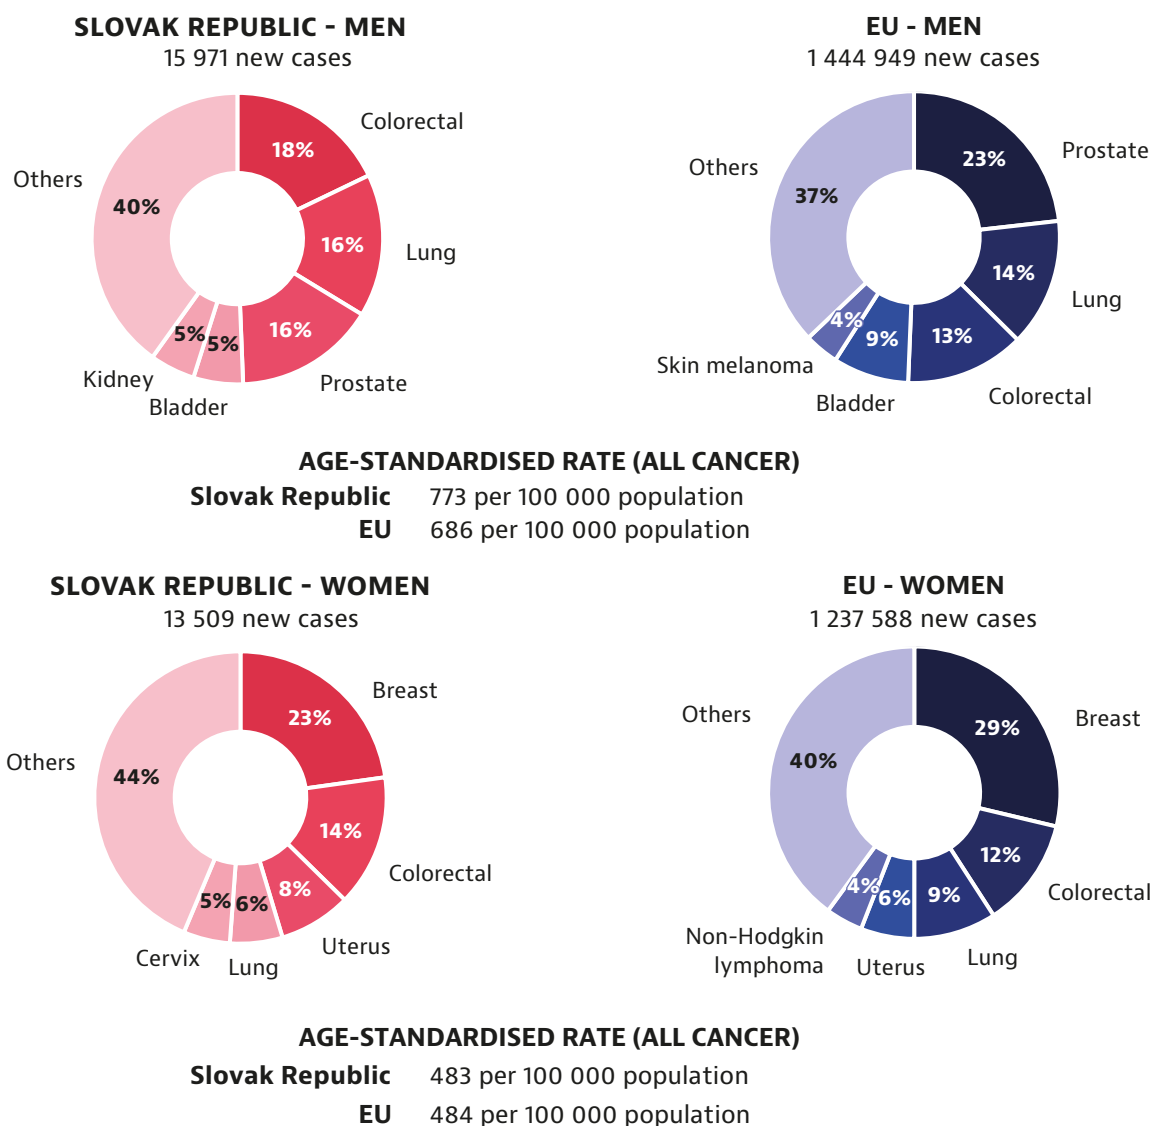 SLOVAK REPUBLIC - MEN
15 971 new cases
Colorectal
18%
Others
40%
16%
Lung
16%
5%
5%
Kidney
Bladder
Prostate
EU - MEN
1 444 949 new cases
Prostate
23%
Others
37%
14%
Lung
4%
9%
13%
Skin melanoma
Bladder
Colorectal
AGE-STANDARDISED RATE (ALL CANCER)
Slovak Republic 773 per 100 000 population
EU 686 per 100 000 population
SLOVAK REPUBLIC - WOMEN
13 509 new cases
Breast
23%
Others
44%
14%
Colorectal
8%
5%
6%
Cervix
Lung
Uterus
EU - WOMEN
1 237 588 new cases
Others
29%
Breast
40%
12%
Colorectal
4%
6%
9%
Non-Hodgkin
lymphoma
Uterus
Lung
AGE-STANDARDISED RATE (ALL CANCER)
Slovak Republic 483 per 100 000 population
EU 484 per 100 000 population